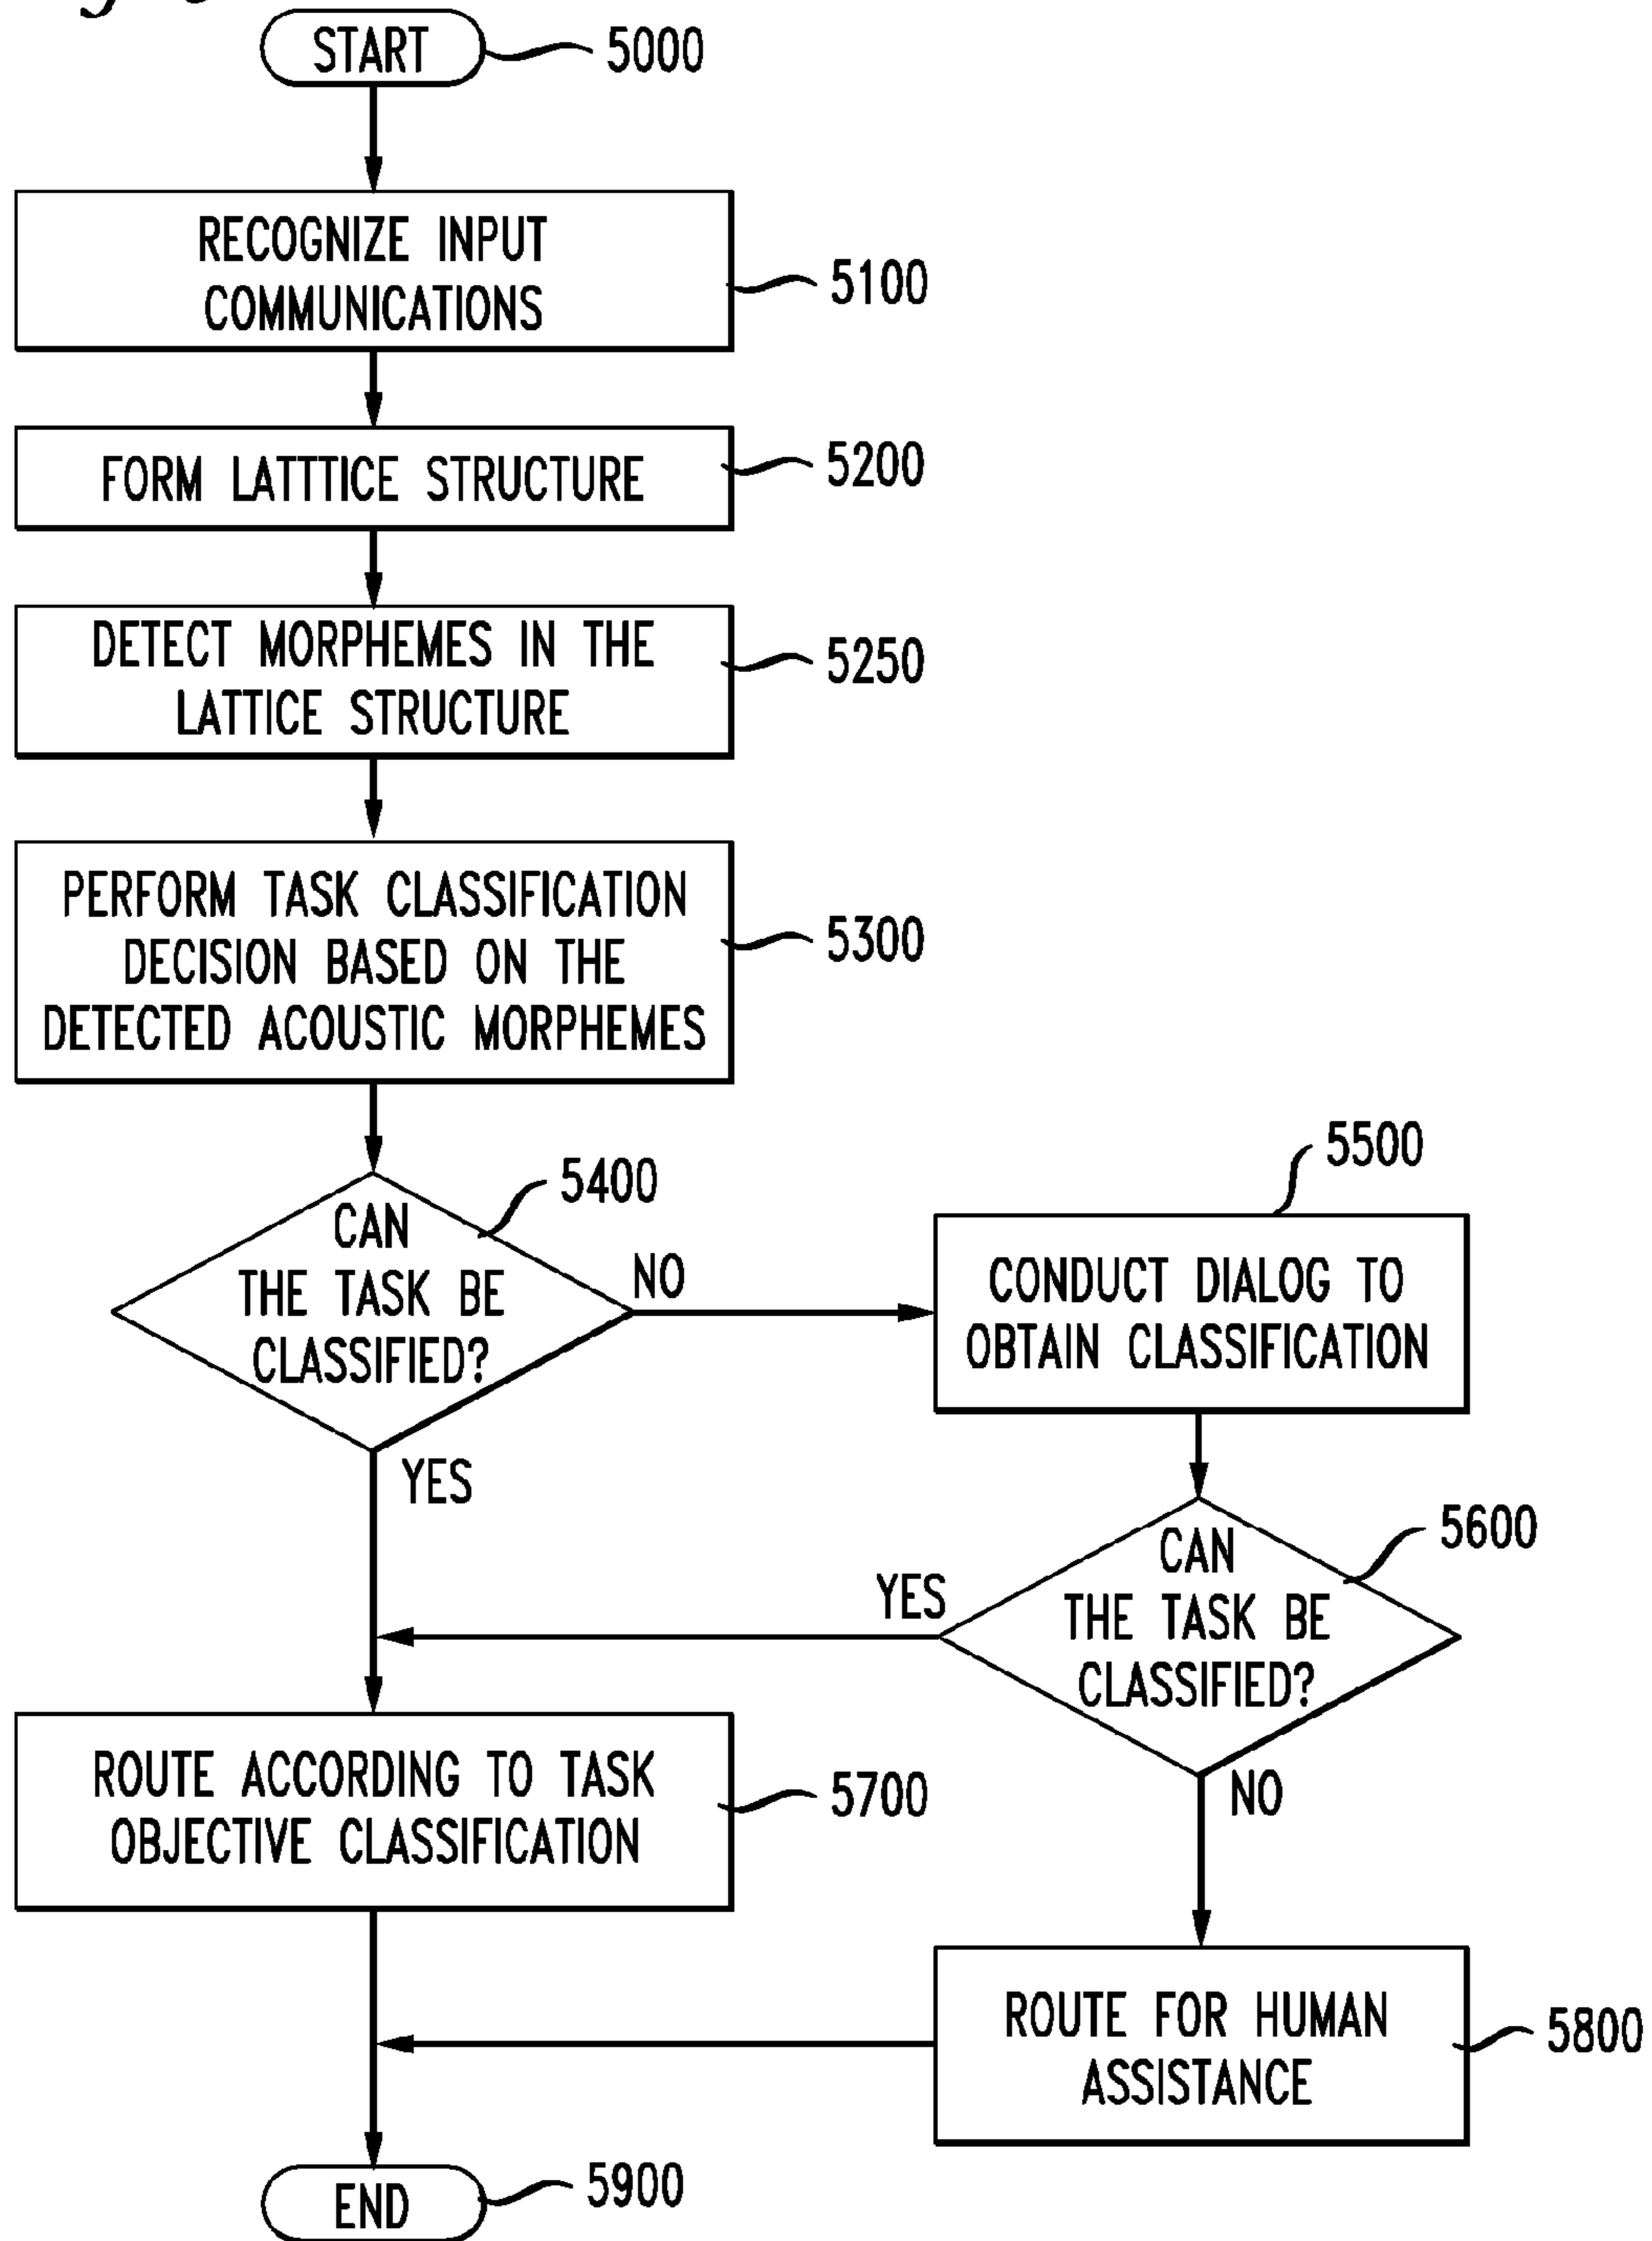 START
5000
RECOGNIZE INPUT
COMMUNICATIONS
5100
FORM LATTTICE STRUCTURE
5200
DETECT MORPHEMES IN THE
LATTICE STRUCTURE
5250
PERFORM TASK CLASSIFICATION
DECISION BASED ON THE
DETECTED ACOUSTIC MORPHEMES
5300
5400
CAN
THE TASK BE
CLASSIFIED?
NO
YES
5500
CONDUCT DIALOG TO
OBTAIN CLASSIFICATION
5600
CAN
THE TASK BE
CLASSIFIED?
YES
NO
ROUTE ACCORDING TO TASK
OBJECTIVE CLASSIFICATION
5700
ROUTE FOR HUMAN
ASSISTANCE
5800
END
5900